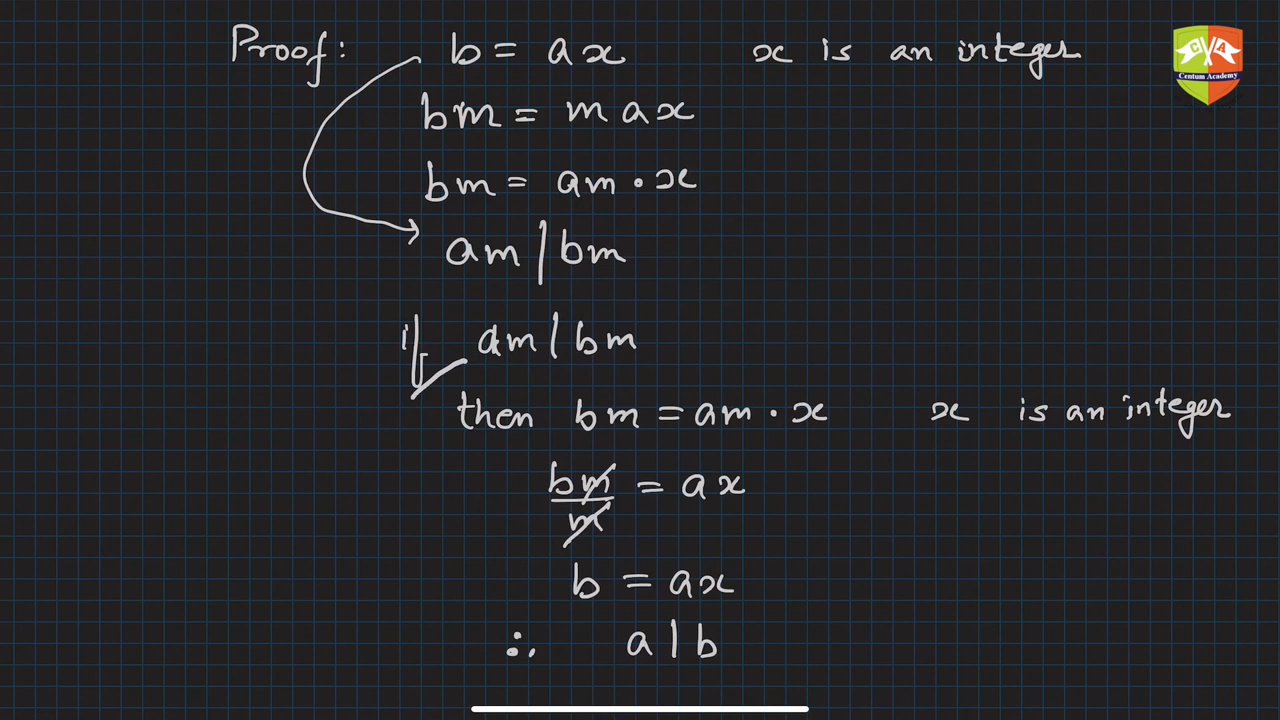 Proof: b = ax x is an integer
bm = max
bm = am · x
am | bm
am | bm
then bm = am · x x is an integer
bm/m = ax
b = ax
∴ a | b
CA
Centum Academy